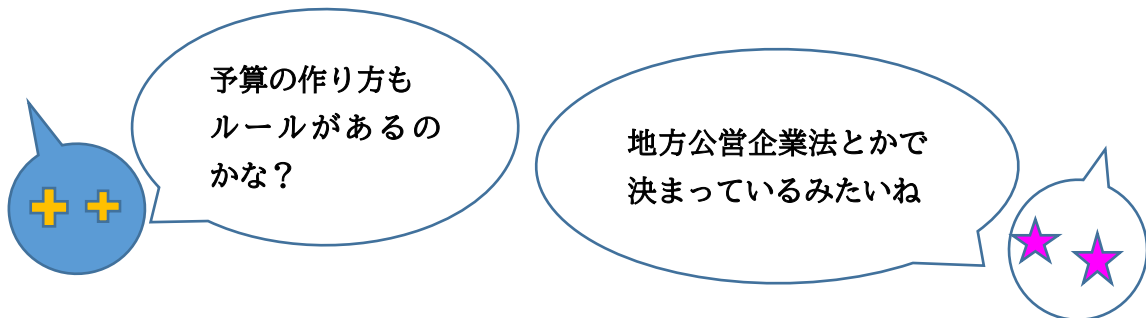 予算の作り方も
ルールがあるの
かな？
地方公営企業法とかで
決まっているみたいね